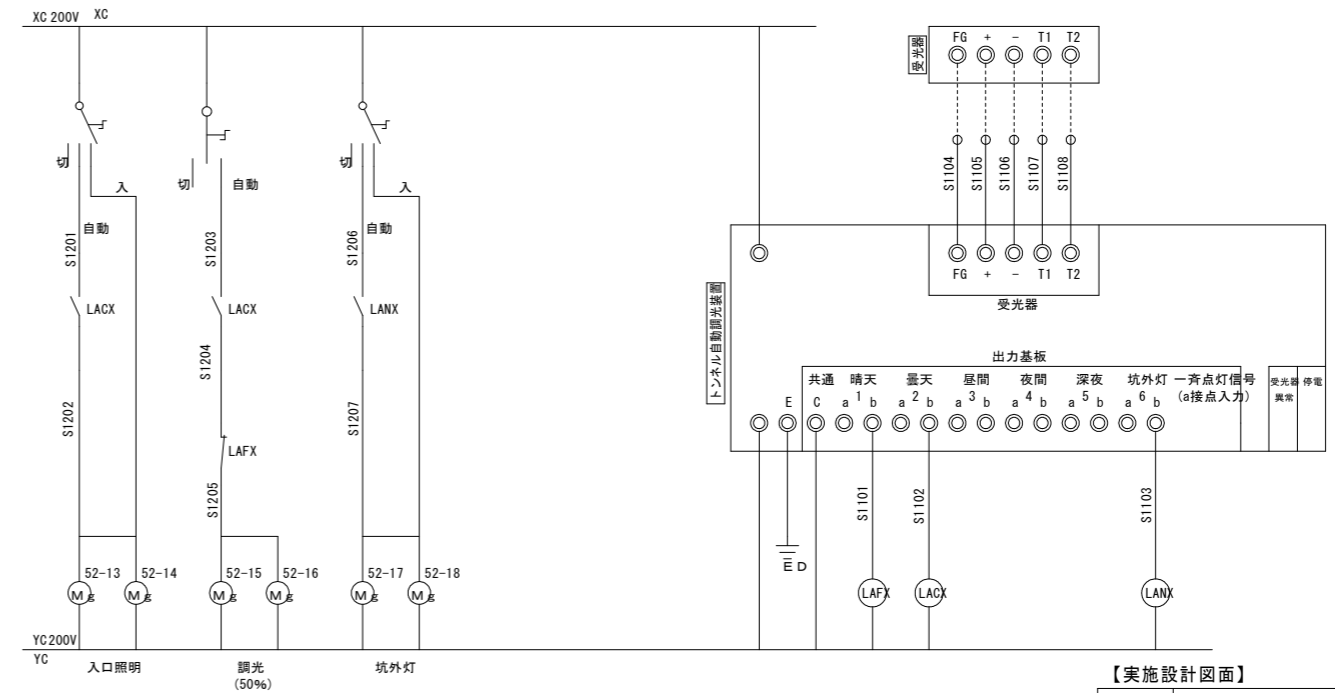 XC 200V
XC
切
入
自動
S1201
LACX
S1202
52-13
Mg
52-14
Mg
切
自動
S1203
LACX
S1204
LAFX
S1205
52-15
Mg
52-16
Mg
切
入
自動
S1206
LANX
S1207
52-17
Mg
52-18
Mg
YC200V
YC
入口照明
調光
(50%)
坑外灯
受光器
FG + - T1 T2
S1104
S1105
S1106
S1107
S1108
トンネル自動調光装置
FG + - T1 T2
受光器
出力基板
共通 晴天 曇天 昼間 夜間 深夜 坑外灯 一斉点灯信号
(a接点入力)
受光器
異常
停電
E C a 1 b a 2 b a 3 b a 4 b a 5 b a 6 b
S1101
S1102
S1103
E D
LAFX
LACX
LANX
【実施設計図面】